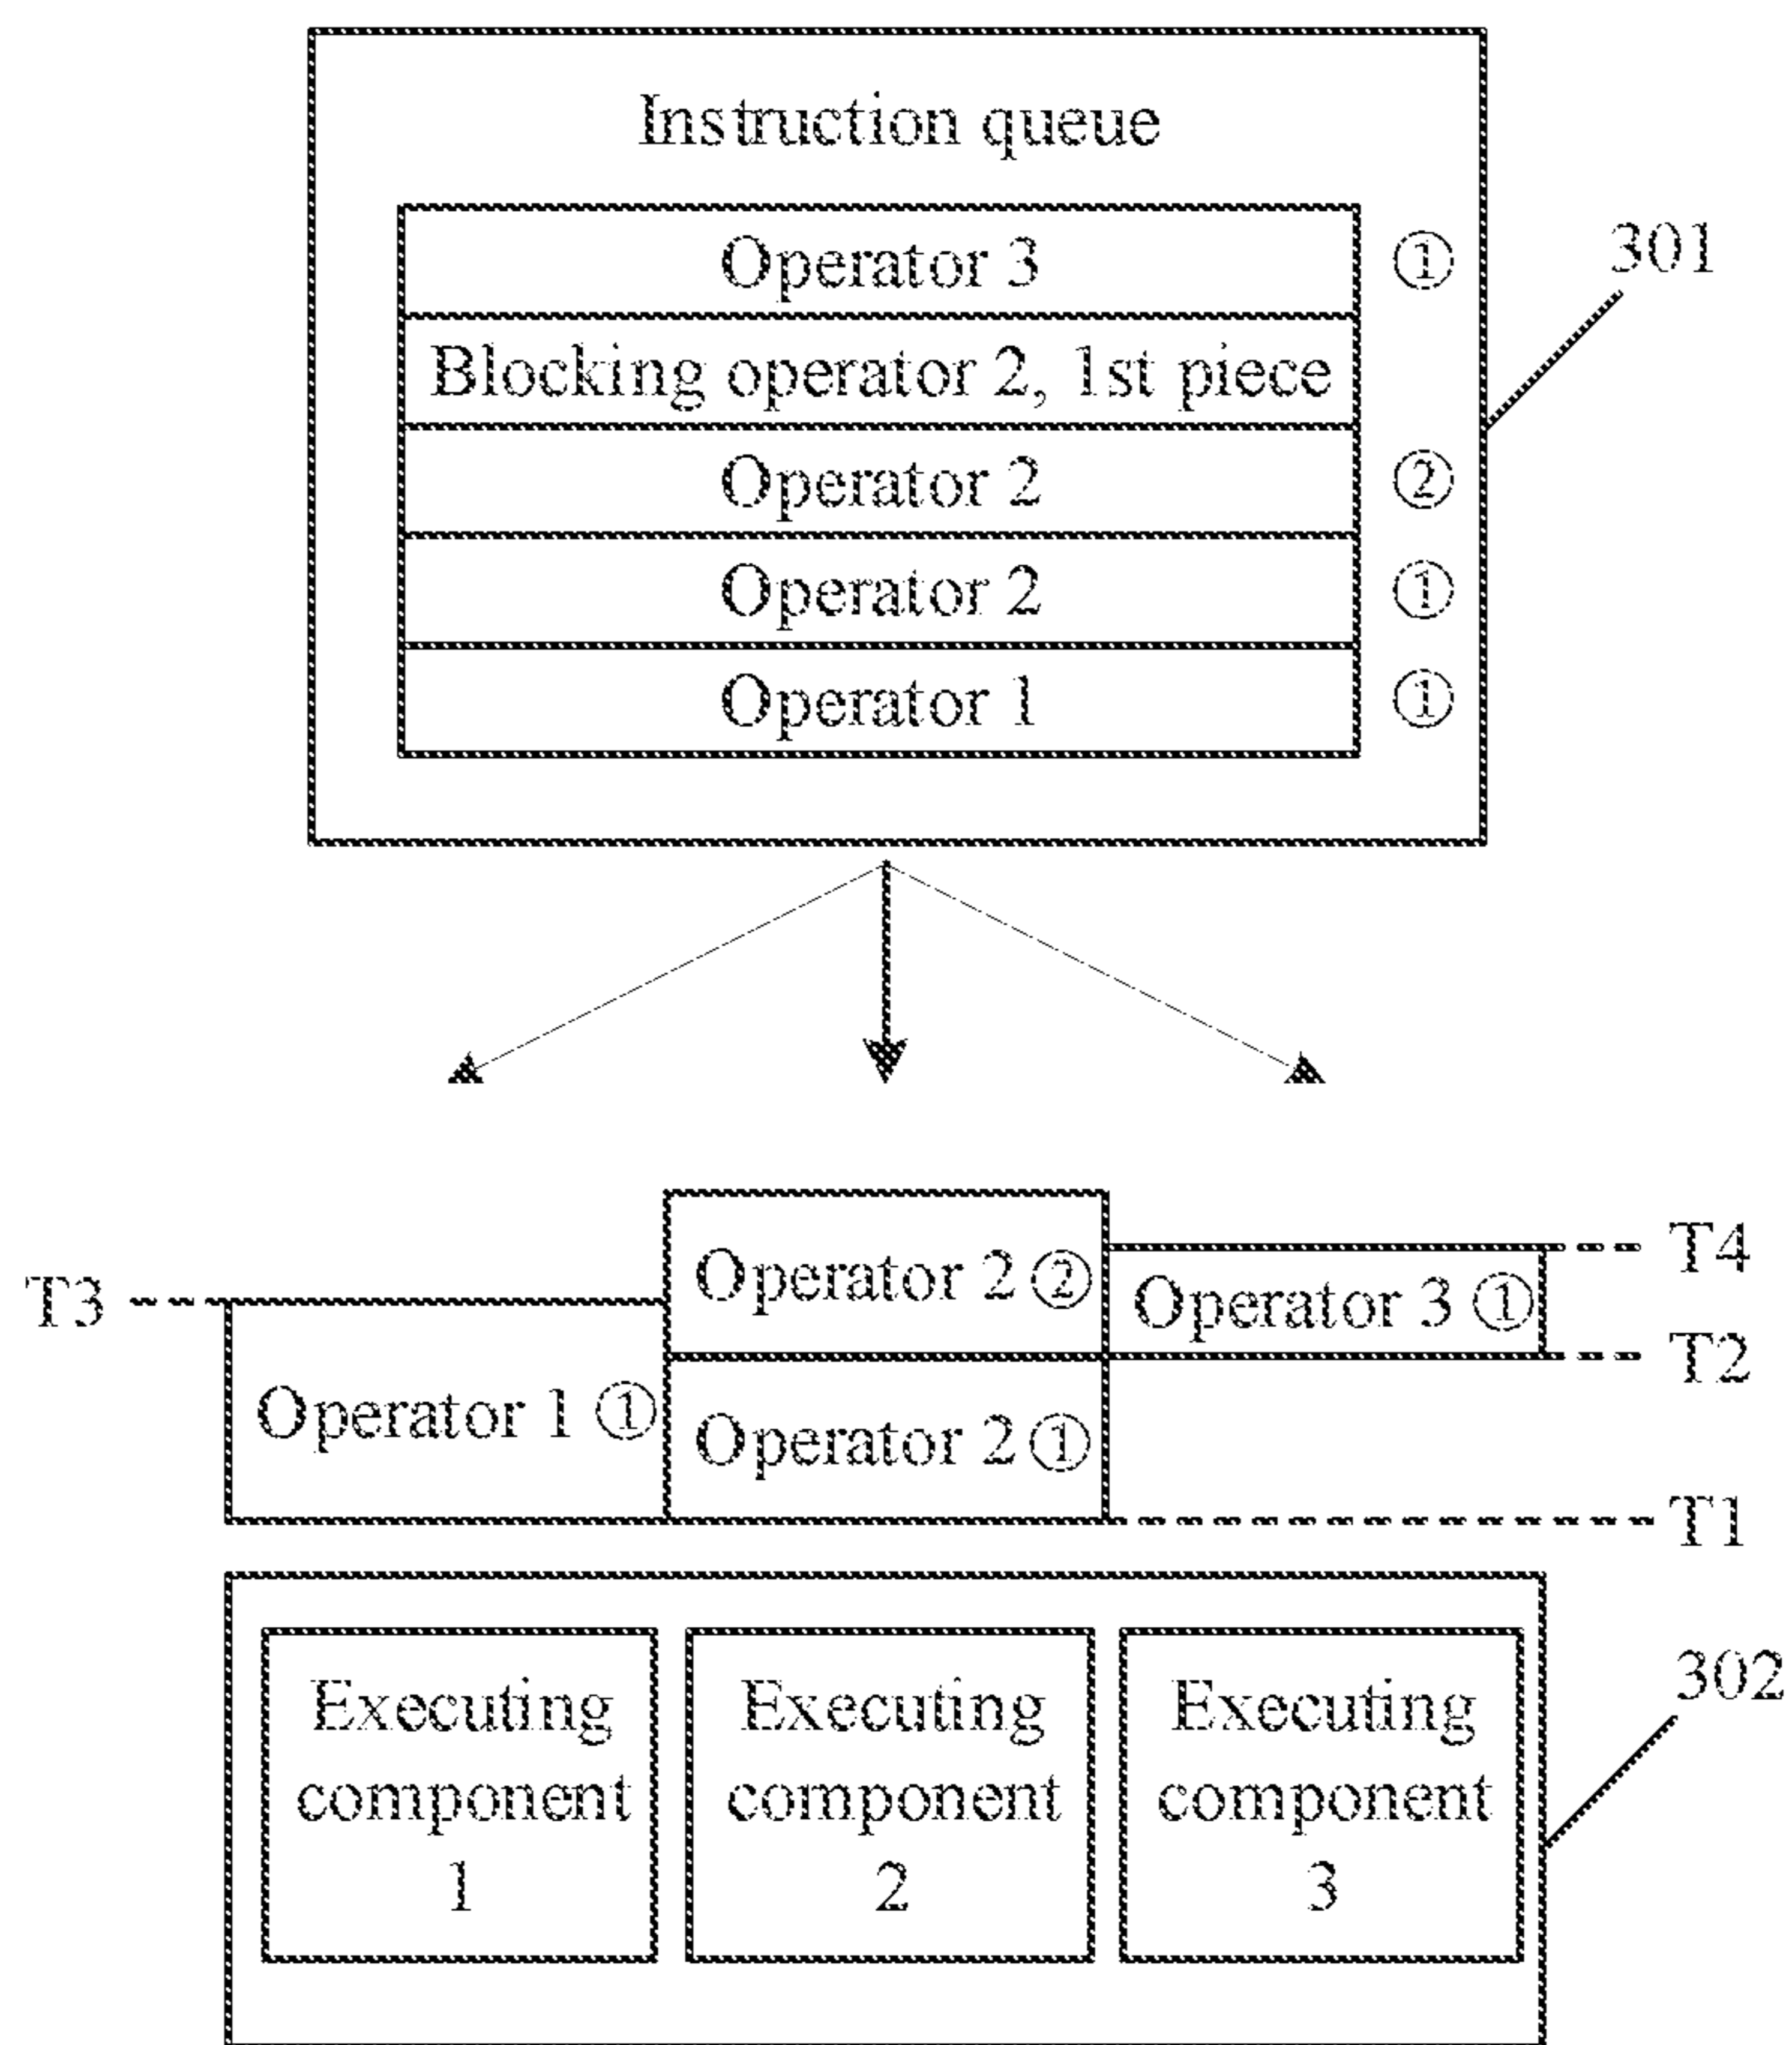 Instruction queue
Operator 3 ①
301
Blocking operator 2, 1st piece
Operator 2 ②
Operator 2 ①
Operator 1 ①
T4
Operator 2 ②
T3
Operator 3 ①
T2
Operator 1 ①
Operator 2 ①
T1
Executing
component
1
Executing
component
2
Executing
component
3
302